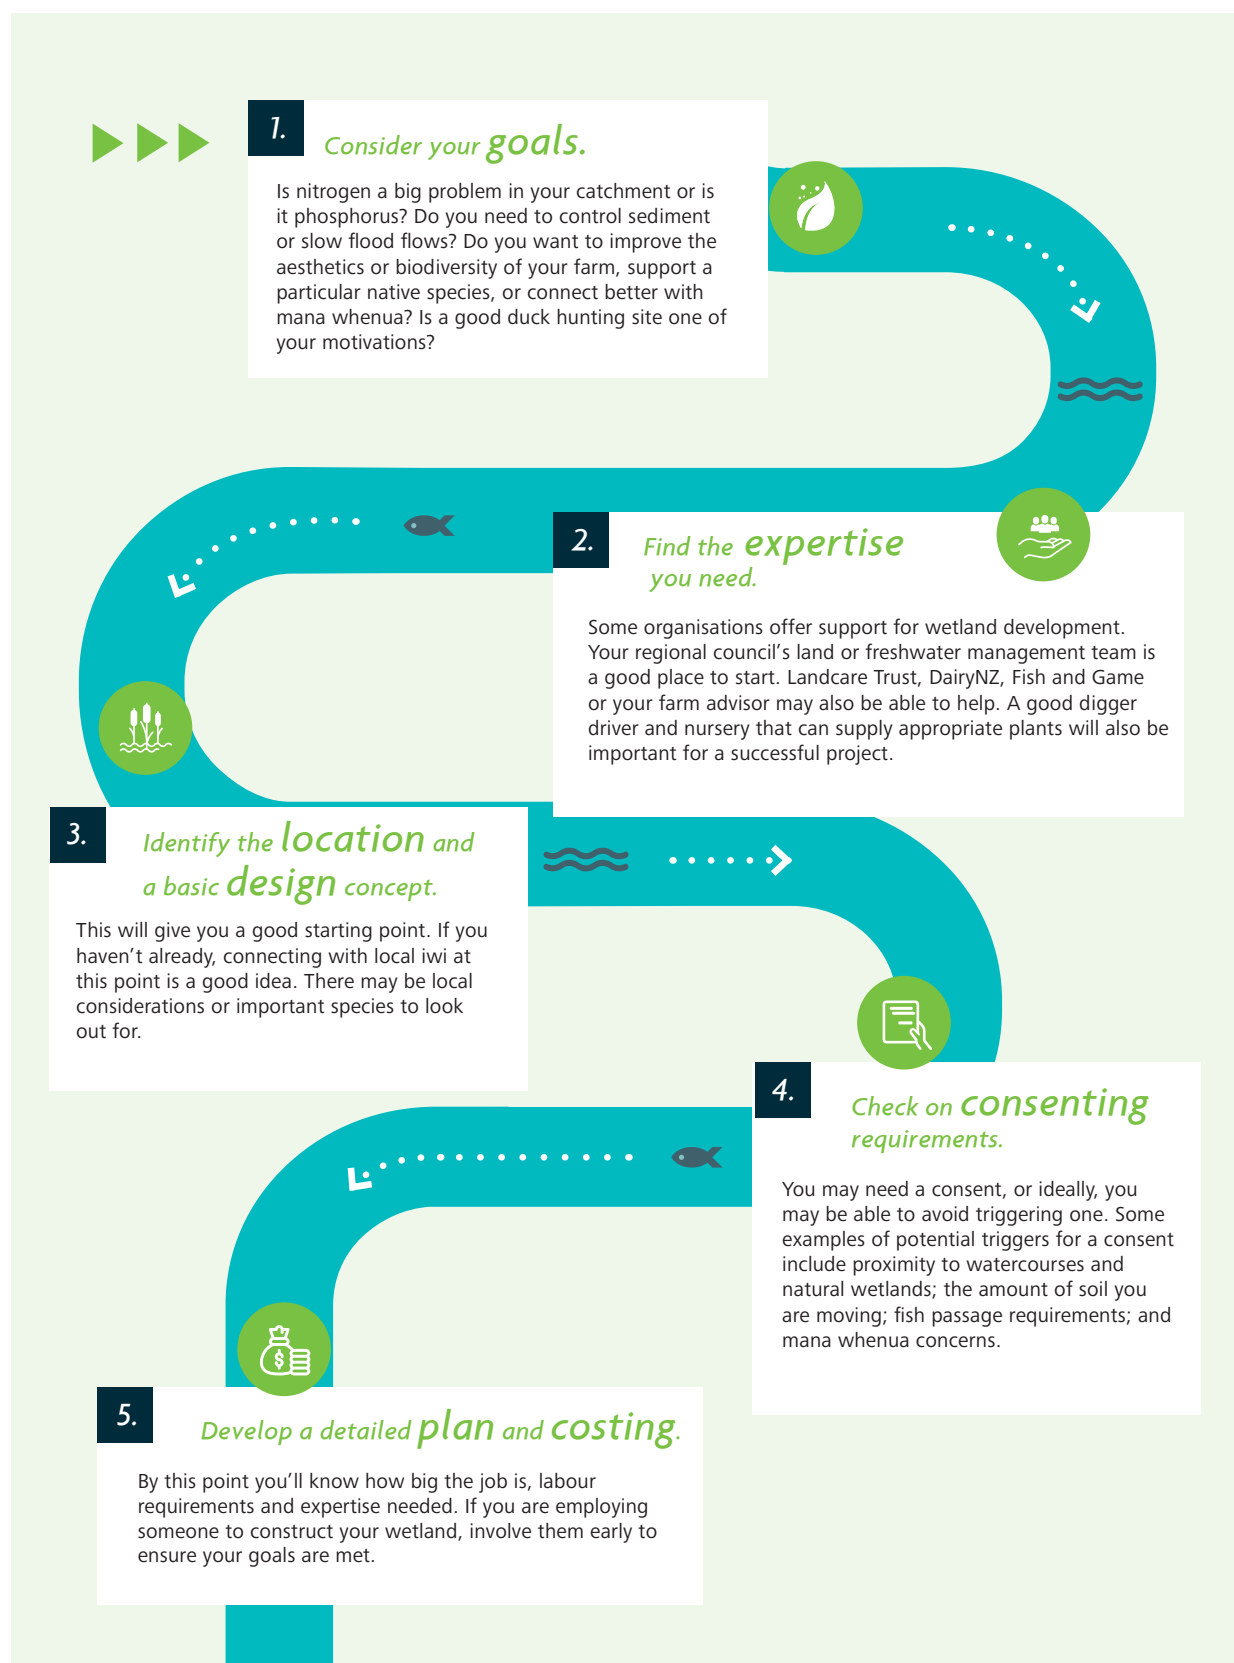 1.
Consider your goals.
Is nitrogen a big problem in your catchment or is
it phosphorus? Do you need to control sediment
or slow flood flows? Do you want to improve the
aesthetics or biodiversity of your farm, support a
particular native species, or connect better with
mana whenua? Is a good duck hunting site one of
your motivations?
2.
Find the expertise
you need.
Some organisations offer support for wetland development.
Your regional council’s land or freshwater management team is
a good place to start. Landcare Trust, DairyNZ, Fish and Game
or your farm advisor may also be able to help. A good digger
driver and nursery that can supply appropriate plants will also be
important for a successful project.
3.
Identify the location and
a basic design concept.
This will give you a good starting point. If you
haven’t already, connecting with local iwi at
this point is a good idea. There may be local
considerations or important species to look
out for.
4.
Check on consenting
requirements.
You may need a consent, or ideally, you
may be able to avoid triggering one. Some
examples of potential triggers for a consent
include proximity to watercourses and
natural wetlands; the amount of soil you
are moving; fish passage requirements; and
mana whenua concerns.
$
5.
Develop a detailed plan and costing.
By this point you’ll know how big the job is, labour
requirements and expertise needed. If you are employing
someone to construct your wetland, involve them early to
ensure your goals are met.